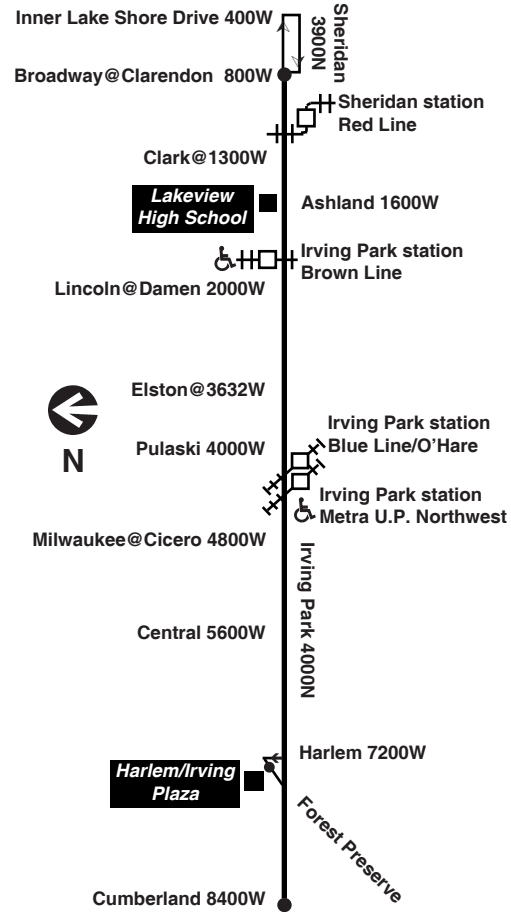 Inner Lake Shore Drive 400W
Sheridan
3900N
Broadway@Clarendon 800W
Sheridan station
Red Line
Clark@1300W
Lakeview
High School
Ashland 1600W
Irving Park station
Brown Line
Lincoln@Damen 2000W
Elston@3632W
N
Irving Park station
Blue Line/O'Hare
Pulaski 4000W
Irving Park station
Metra U.P. Northwest
Milwaukee@Cicero 4800W
Irving Park 4000N
Central 5600W
Harlem 7200W
Harlem/Irving
Plaza
Forest Preserve
Cumberland 8400W